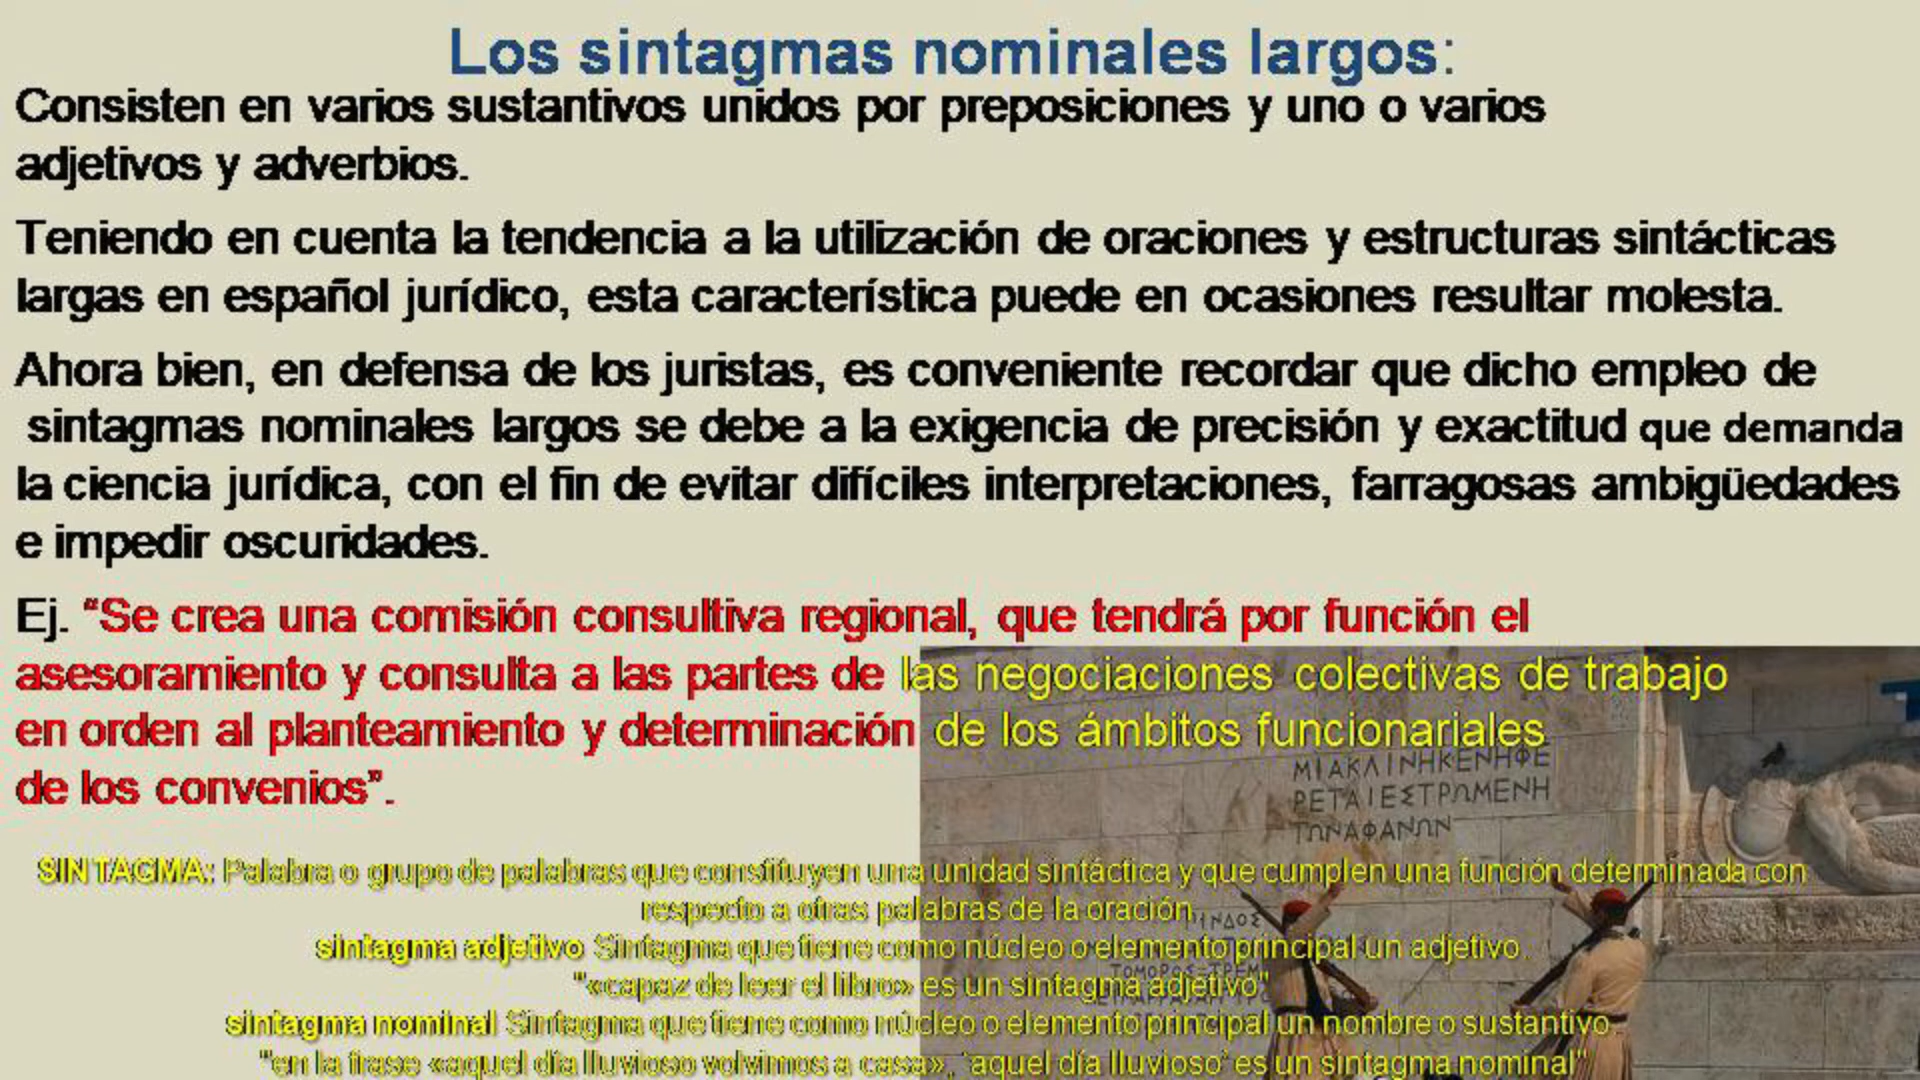 Los sintagmas nominales largos:
Consisten en varios sustantivos unidos por preposiciones y uno o varios
adjetivos y adverbios.
Teniendo en cuenta la tendencia a la utilización de oraciones y estructuras sintácticas
largas en español jurídico, esta característica puede en ocasiones resultar molesta.
Ahora bien, en defensa de los juristas, es conveniente recordar que dicho empleo de
sintagmas nominales largos se debe a la exigencia de precisión y exactitud que demanda
la ciencia jurídica, con el fin de evitar difíciles interpretaciones, farragosas ambigüedades
e impedir oscuridades.
Ej. “Se crea una comisión consultiva regional, que tendrá por función el
asesoramiento y consulta a las partes de las negociaciones colectivas de trabajo
en orden al planteamiento y determinación de los ámbitos funcionariales
de los convenios”.
ΜΙΑΚΛΙΝΗΚΕΝΗΦΕ
ΡΕΤΑΙΕΣΤΡΩΜΕΝΗ
ΤΩΝΑΦΑΝΩΝ
SINTAGMA: Palabra o grupo de palabras que constituyen una unidad sintáctica y que cumplen una función determinada con
respecto a otras palabras de la oración.
sintagma adjetivo Sintagma que tiene como núcleo o elemento principal un adjetivo.
"«capaz de leer el libro» es un sintagma adjetivo"
sintagma nominal Sintagma que tiene como núcleo o elemento principal un nombre o sustantivo.
"en la frase «aquel día lluvioso volvimos a casa», ‘aquel día lluvioso’ es un sintagma nominal"